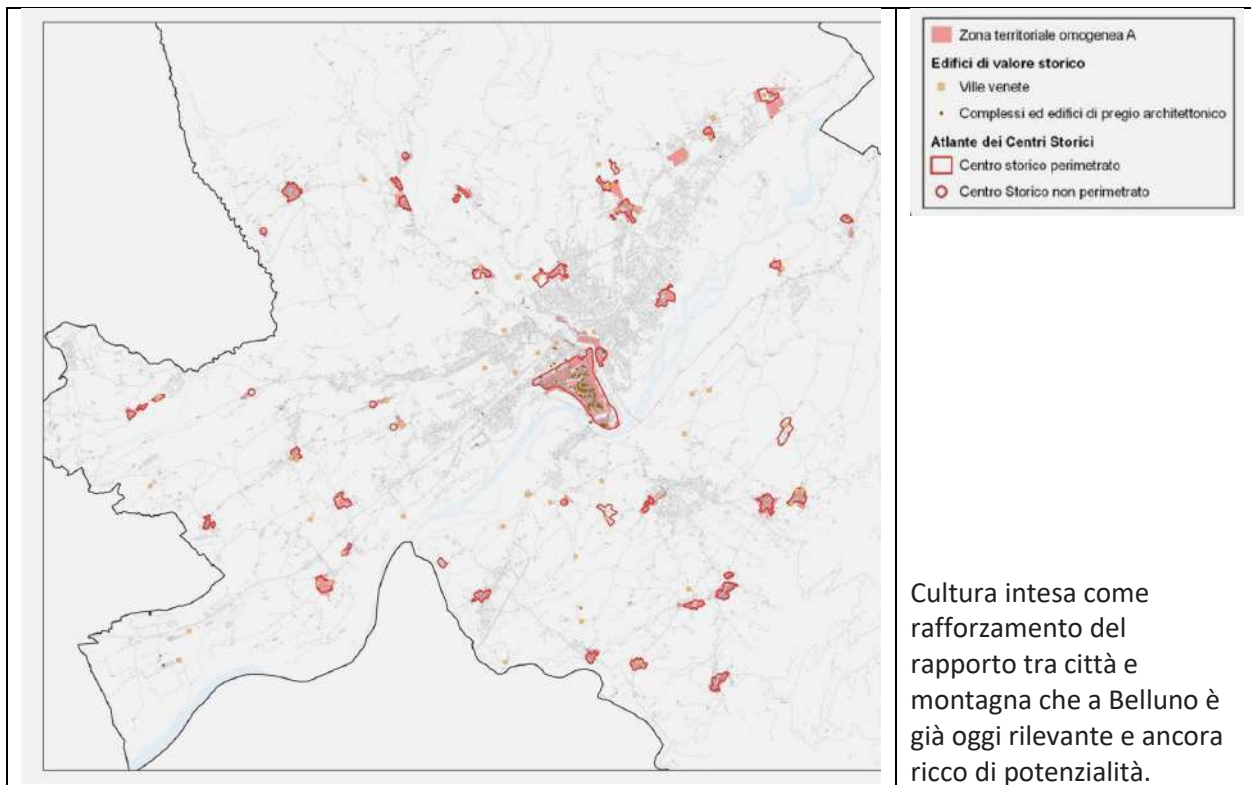 Zona territoriale omogenea A
Edifici di valore storico
Ville venete
Complessi ed edifici di pregio architettonico
Atlante dei Centri Storici
Centro storico perimetrato
Centro Storico non perimetrato
Cultura intesa come
rafforzamento del
rapporto tra città e
montagna che a Belluno è
già oggi rilevante e ancora
ricco di potenzialità.